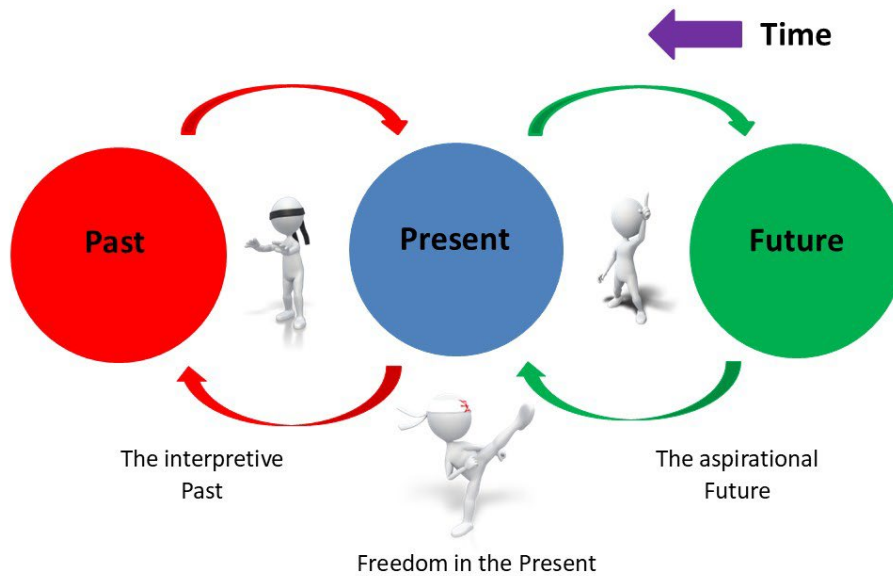 Time
Past
Present
Future
The interpretive
Past
The aspirational
Future
Freedom in the Present